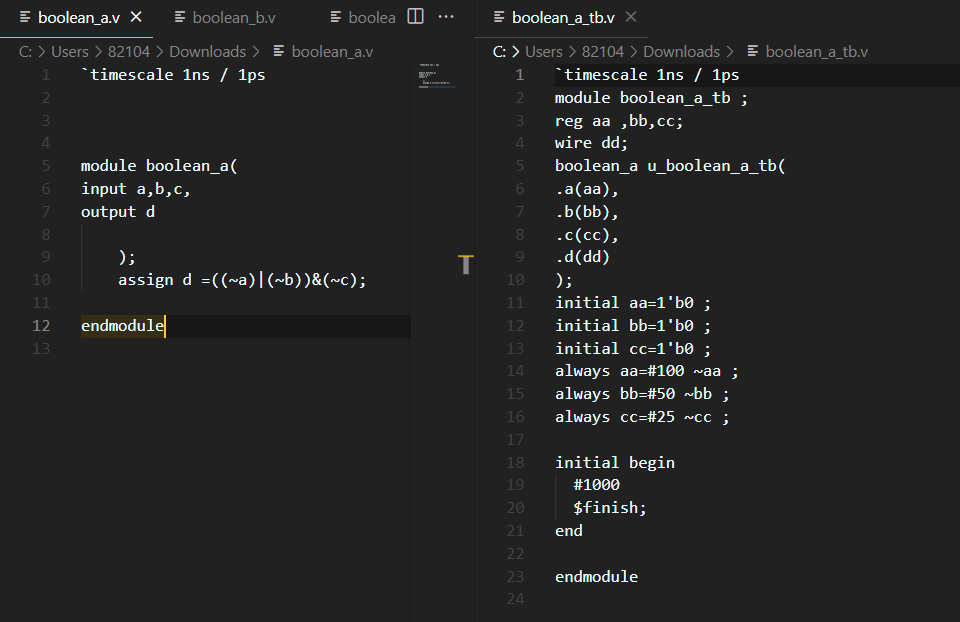 boolean_a.v boolean_b.v boolea ...
C: > Users > 82104 > Downloads > boolean_a.v
1 `timescale 1ns / 1ps
2
3
4
5 module boolean_a(
6 input a,b,c,
7 output d
8
9 );
10 assign d =((~a)|(~b))&(~c);
11
12 endmodule
13
boolean_a_tb.v
C: > Users > 82104 > Downloads > boolean_a_tb.v
1 `timescale 1ns / 1ps
2 module boolean_a_tb ;
3 reg aa ,bb,cc;
4 wire dd;
5 boolean_a u_boolean_a_tb(
6 .a(aa),
7 .b(bb),
8 .c(cc),
9 .d(dd)
10 );
11 initial aa=1'b0 ;
12 initial bb=1'b0 ;
13 initial cc=1'b0 ;
14 always aa=#100 ~aa ;
15 always bb=#50 ~bb ;
16 always cc=#25 ~cc ;
17
18 initial begin
19 #1000
20 $finish;
21 end
22
23 endmodule
24